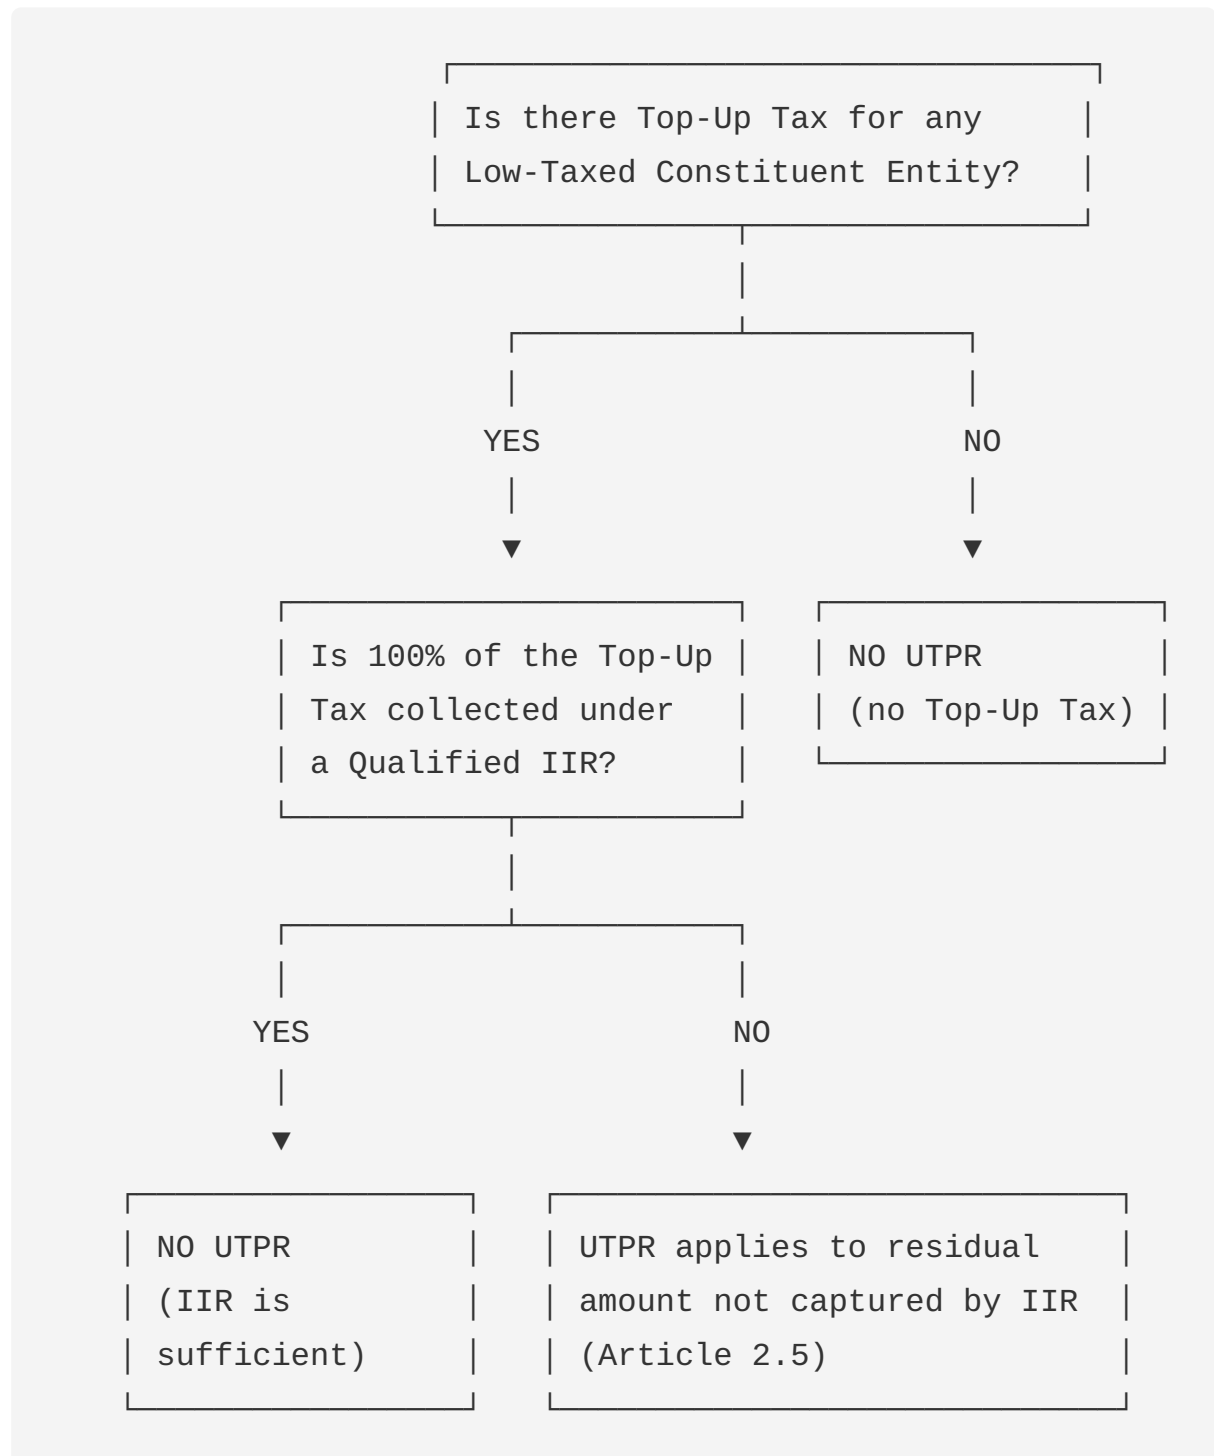 Is there Top-Up Tax for any
Low-Taxed Constituent Entity?
YES
NO
Is 100% of the Top-Up
Tax collected under
a Qualified IIR?
NO UTPR
(no Top-Up Tax)
YES
NO
NO UTPR
(IIR is
sufficient)
UTPR applies to residual
amount not captured by IIR
(Article 2.5)